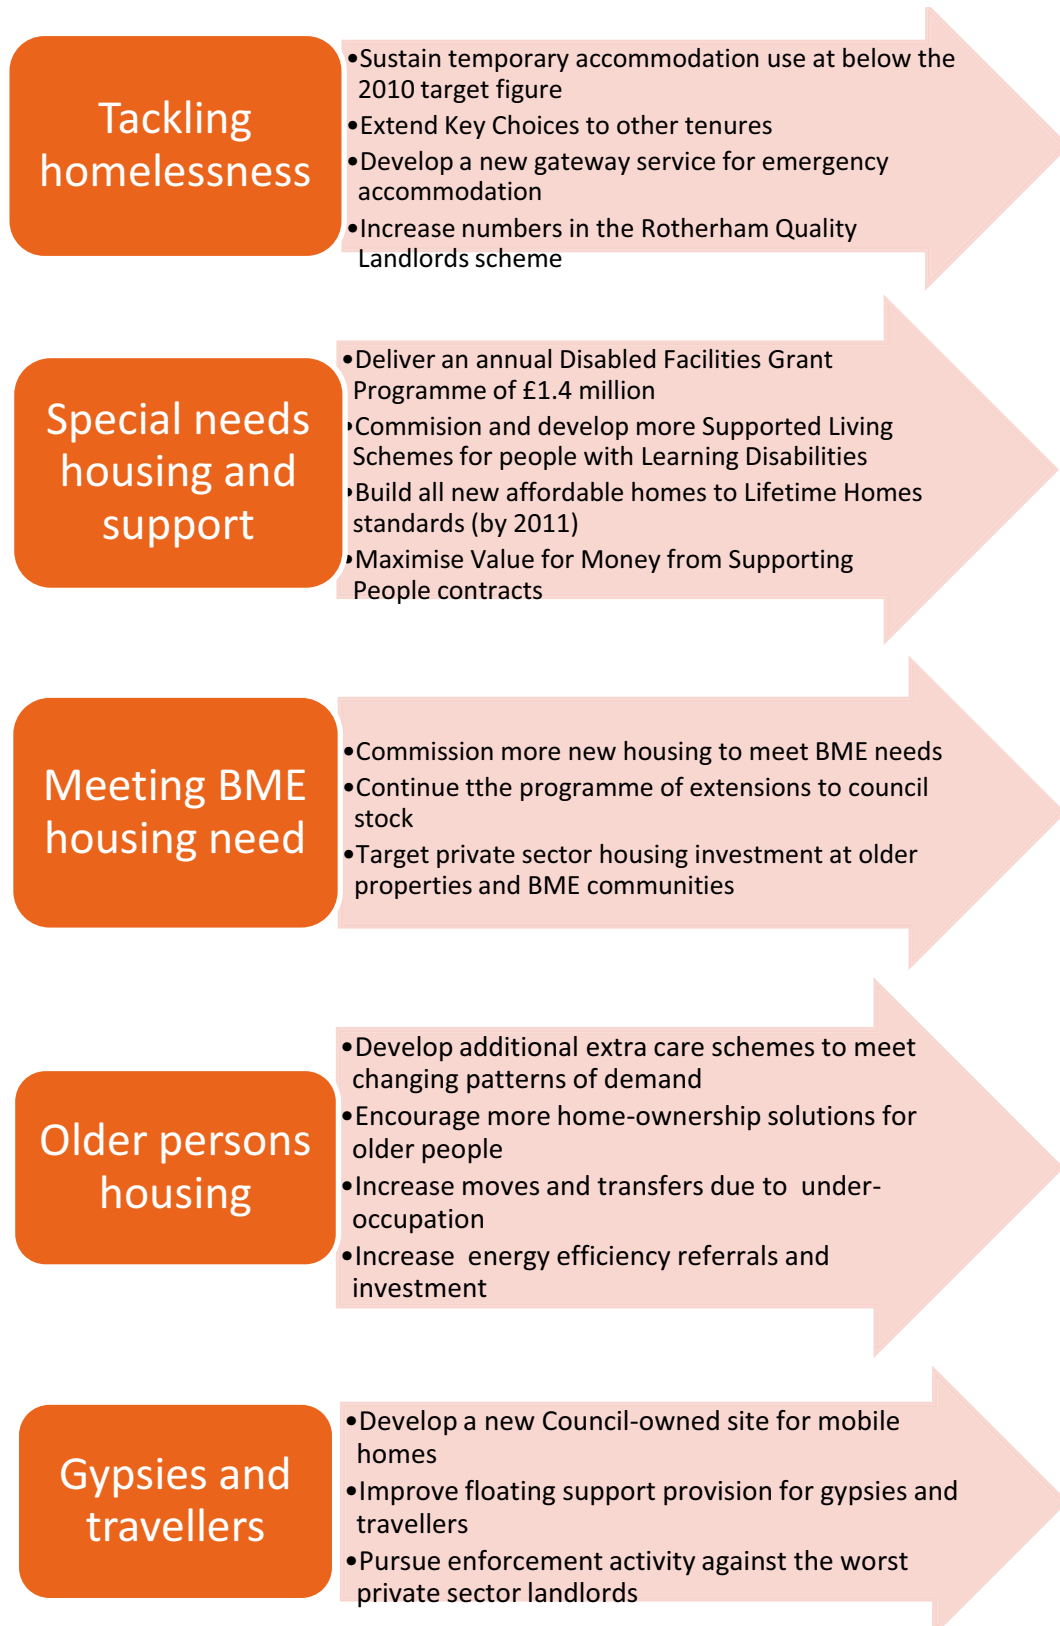 Tackling
homelessness
•Sustain temporary accommodation use at below the
2010 target figure
•Extend Key Choices to other tenures
•Develop a new gateway service for emergency
accommodation
•Increase numbers in the Rotherham Quality
Landlords scheme
Special needs
housing and
support
•Deliver an annual Disabled Facilities Grant
Programme of £1.4 million
•Commision and develop more Supported Living
Schemes for people with Learning Disabilities
•Build all new affordable homes to Lifetime Homes
standards (by 2011)
•Maximise Value for Money from Supporting
People contracts
Meeting BME
housing need
•Commission more new housing to meet BME needs
•Continue tthe programme of extensions to council
stock
•Target private sector housing investment at older
properties and BME communities
Older persons
housing
•Develop additional extra care schemes to meet
changing patterns of demand
•Encourage more home-ownership solutions for
older people
•Increase moves and transfers due to  under-
occupation
•Increase  energy efficiency referrals and
investment
Gypsies and
travellers
•Develop a new Council-owned site for mobile
homes
•Improve floating support provision for gypsies and
travellers
•Pursue enforcement activity against the worst
private sector landlords